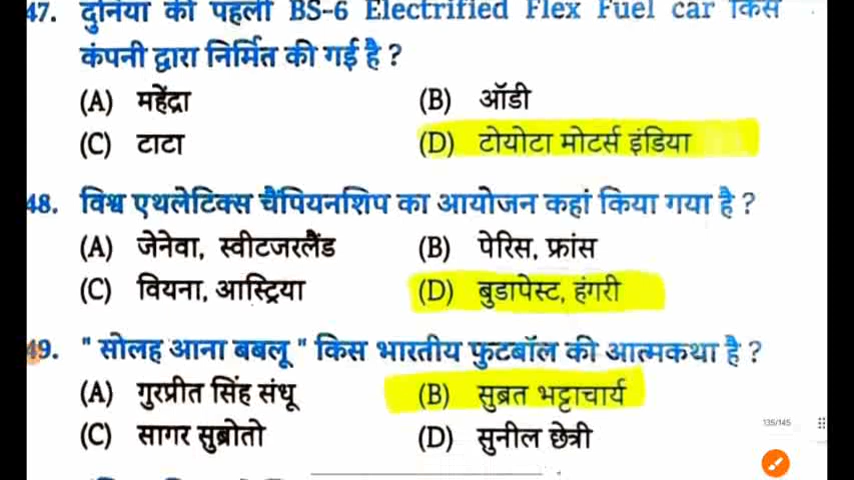 47. दुनिया की पहली BS-6 Electrified Flex Fuel car किस
कंपनी द्वारा निर्मित की गई है ?
(A) महेंद्रा (B) ऑडी
(C) टाटा (D) टोयोटा मोटर्स इंडिया
48. विश्व एथलेटिक्स चैंपियनशिप का आयोजन कहां किया गया है ?
(A) जेनेवा, स्वीटजरलैंड (B) पेरिस, फ्रांस
(C) वियना, आस्ट्रिया (D) बुडापेस्ट, हंगरी
49. " सोलह आना बबलू " किस भारतीय फुटबॉल की आत्मकथा है ?
(A) गुरप्रीत सिंह संधू (B) सुब्रत भट्टाचार्य
(C) सागर सुब्रोतो (D) सुनील छेत्री
135/145